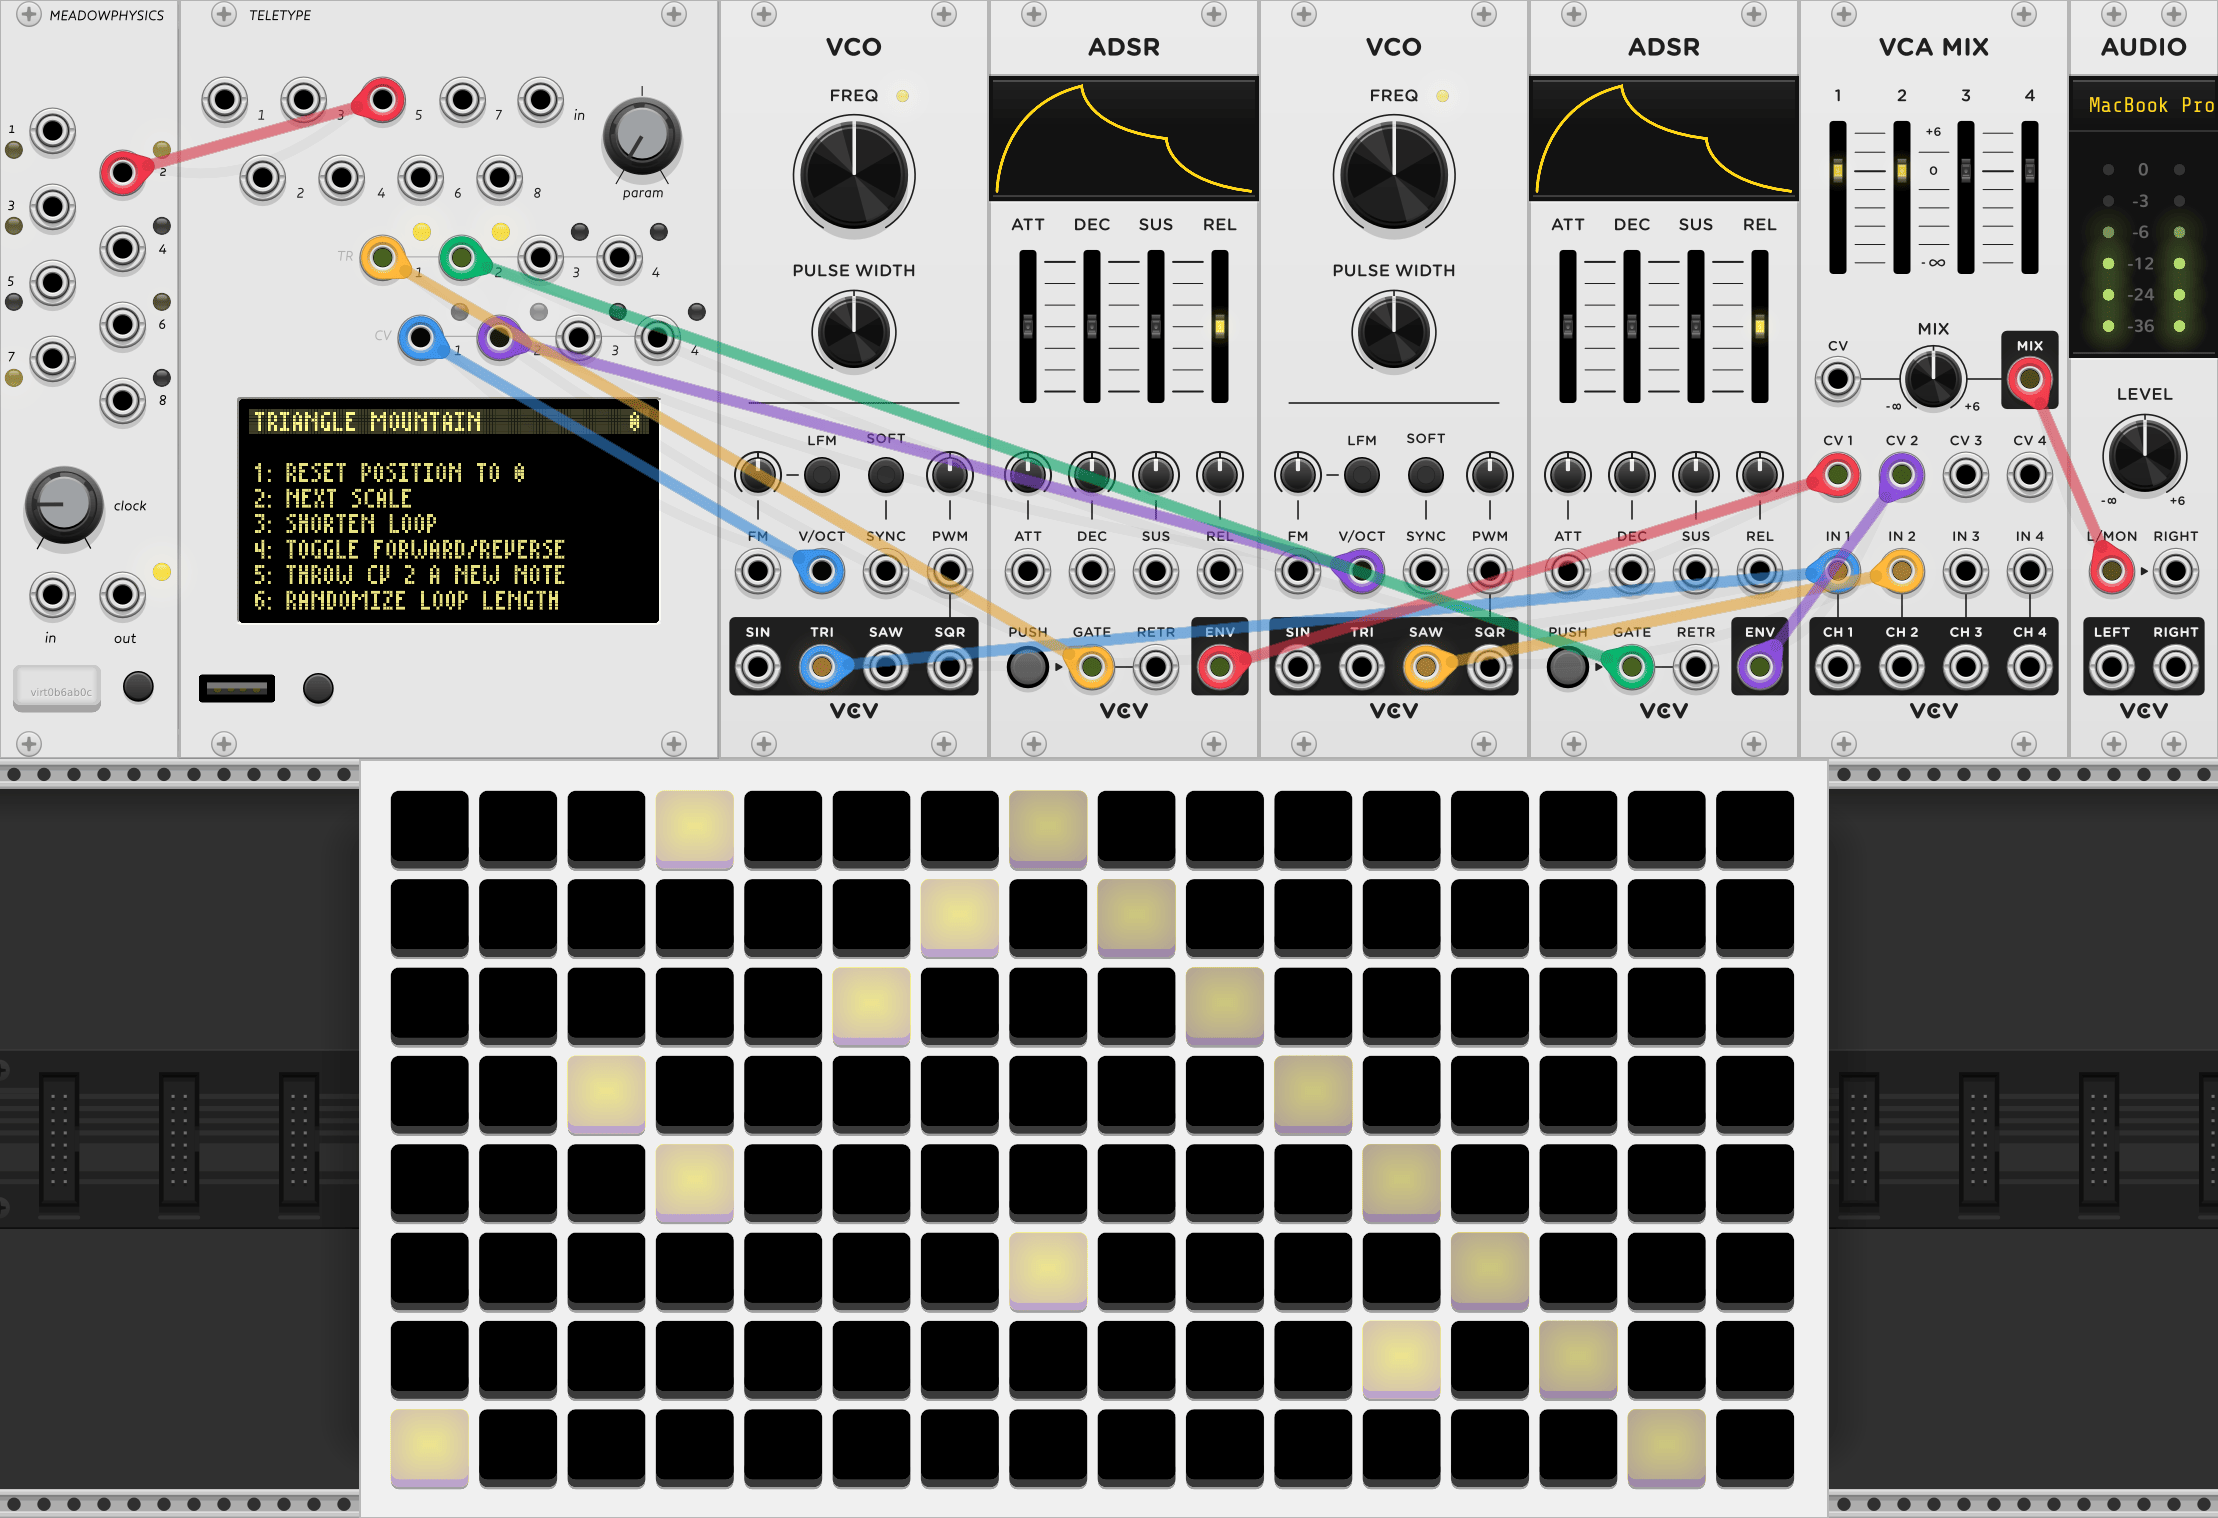 MEADOWPHYSICS
1
2
3
4
5
6
7
8
clock
in
out
virt0b6ab0c
TELETYPE
1 3 5 7 in
2 4 6 8
param
TR 1 2 3 4
CV 1 2 3 4
TRIANGLE MOUNTAIN 0
1: RESET POSITION TO 0
2: NEXT SCALE
3: SHORTEN LOOP
4: TOGGLE FORWARD/REVERSE
5: THROW CV 2 A NEW NOTE
6: RANDOMIZE LOOP LENGTH
VCO
FREQ
PULSE WIDTH
LFM SOFT
FM V/OCT SYNC PWM
SIN TRI SAW SQR
VCV
ADSR
ATT DEC SUS REL
ATT DEC SUS REL
PUSH GATE RETR ENV
VCV
VCO
FREQ
PULSE WIDTH
LFM SOFT
FM V/OCT SYNC PWM
SIN TRI SAW SQR
VCV
ADSR
ATT DEC SUS REL
ATT DEC SUS REL
PUSH GATE RETR ENV
VCV
VCA MIX
1 2 3 4
+6
0
-∞
MIX
CV MIX
-∞ +6
CV 1 CV 2 CV 3 CV 4
IN 1 IN 2 IN 3 IN 4
CH 1 CH 2 CH 3 CH 4
VCV
AUDIO
MacBook Pro
0
-3
-6
-12
-24
-36
LEVEL
-∞ +6
L/MON RIGHT
LEFT RIGHT
VCV